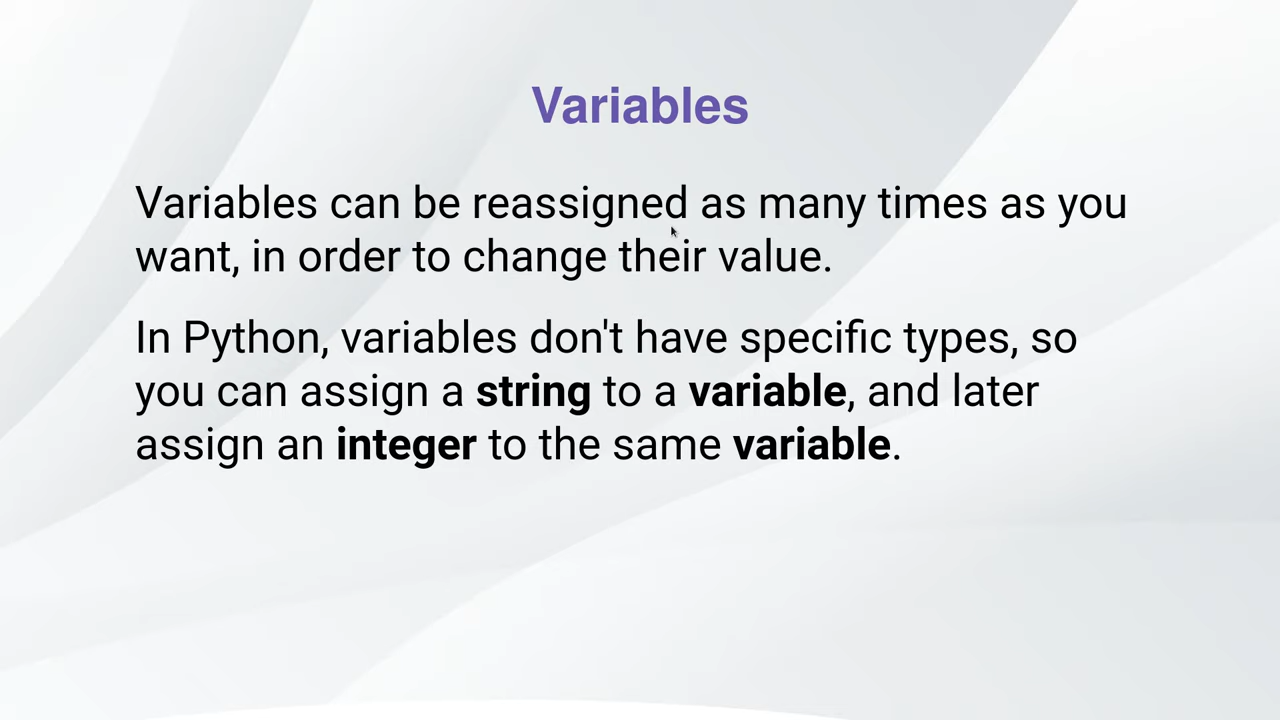 Variables
Variables can be reassigned as many times as you
want, in order to change their value.
In Python, variables don't have specific types, so
you can assign a string to a variable, and later
assign an integer to the same variable.